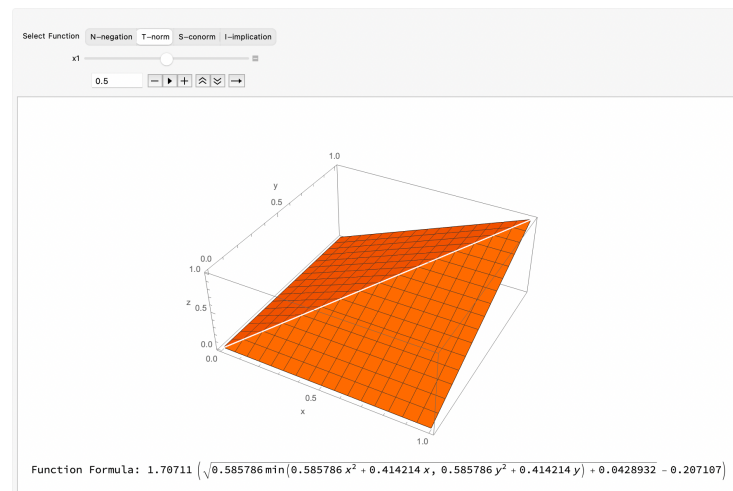 Select Function N-negation T-norm S-conorm I-implication
x1
0.5
1.0
y
0.5
0.0
1.0
z 0.5
0.0
0.0
0.5
x
1.0
Function Formula: 1.70711 (√(0.585786 min(0.585786 x² + 0.414214 x, 0.585786 y² + 0.414214 y) + 0.0428932) − 0.207107)